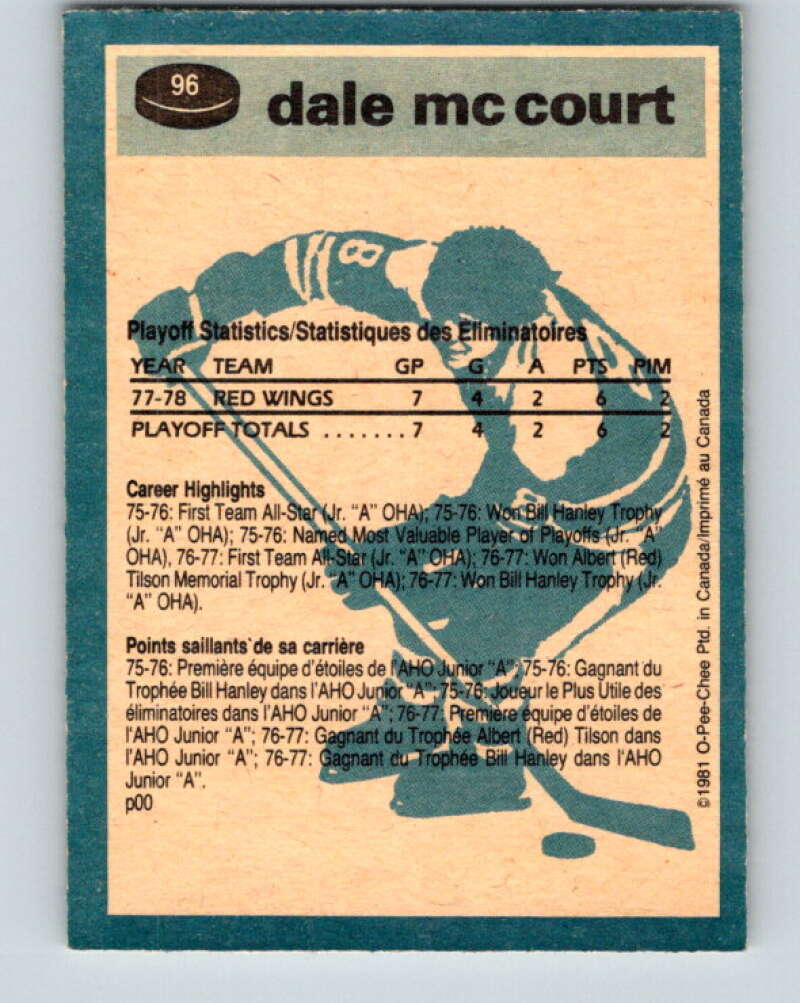 96
dale mc court
8
Playoff Statistics/Statistiques des Eliminatoires
YEAR TEAM GP G A PTS PIM
77-78 RED WINGS 7 4 2 6 2
PLAYOFF TOTALS ....... 7 4 2 6 2
Career Highlights
75-76: First Team All-Star (Jr. "A" OHA); 75-76: Won Bill Hanley Trophy
(Jr. "A" OHA); 75-76: Named Most Valuable Player of Playoffs (Jr. "A"
OHA), 76-77: First Team All-Star (Jr. "A" OHA); 76-77: Won Albert (Red)
Tilson Memorial Trophy (Jr. "A" OHA); 76-77: Won Bill Hanley Trophy (Jr.
"A" OHA).
Points saillants de sa carrière
75-76: Première équipe d'étoiles de l'AHO Junior "A"; 75-76: Gagnant du
Trophée Bill Hanley dans l'AHO Junior "A"; 75-76: Joueur le Plus Utile des
éliminatoires dans l'AHO Junior "A"; 76-77: Première équipe d'étoiles de
l'AHO Junior "A"; 76-77: Gagnant du Trophée Albert (Red) Tilson dans
l'AHO Junior "A"; 76-77: Gagnant du Trophée Bill Hanley dans l'AHO
Junior "A".
p00
©1981 O-Pee-Chee Ptd. in Canada/Imprimé au Canada